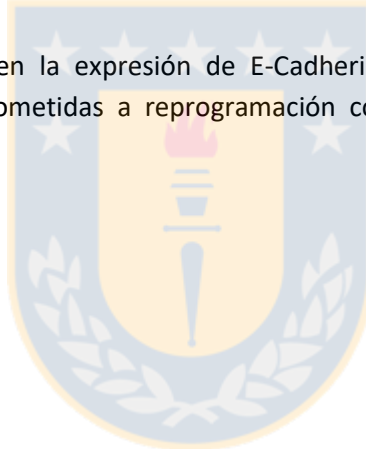 en la expresión de E-Cadheri
ometidas a reprogramación co